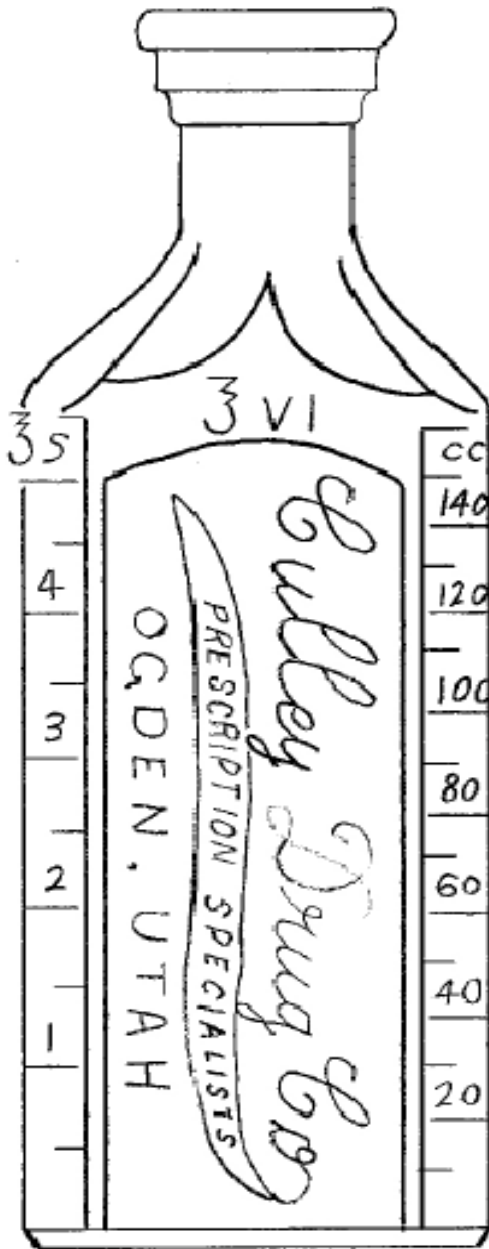 ℥ VI
℥S
4
3
2
1
Culley Drug Co
PRESCRIPTION SPECIALISTS
OGDEN, UTAH
CC
140
120
100
80
60
40
20